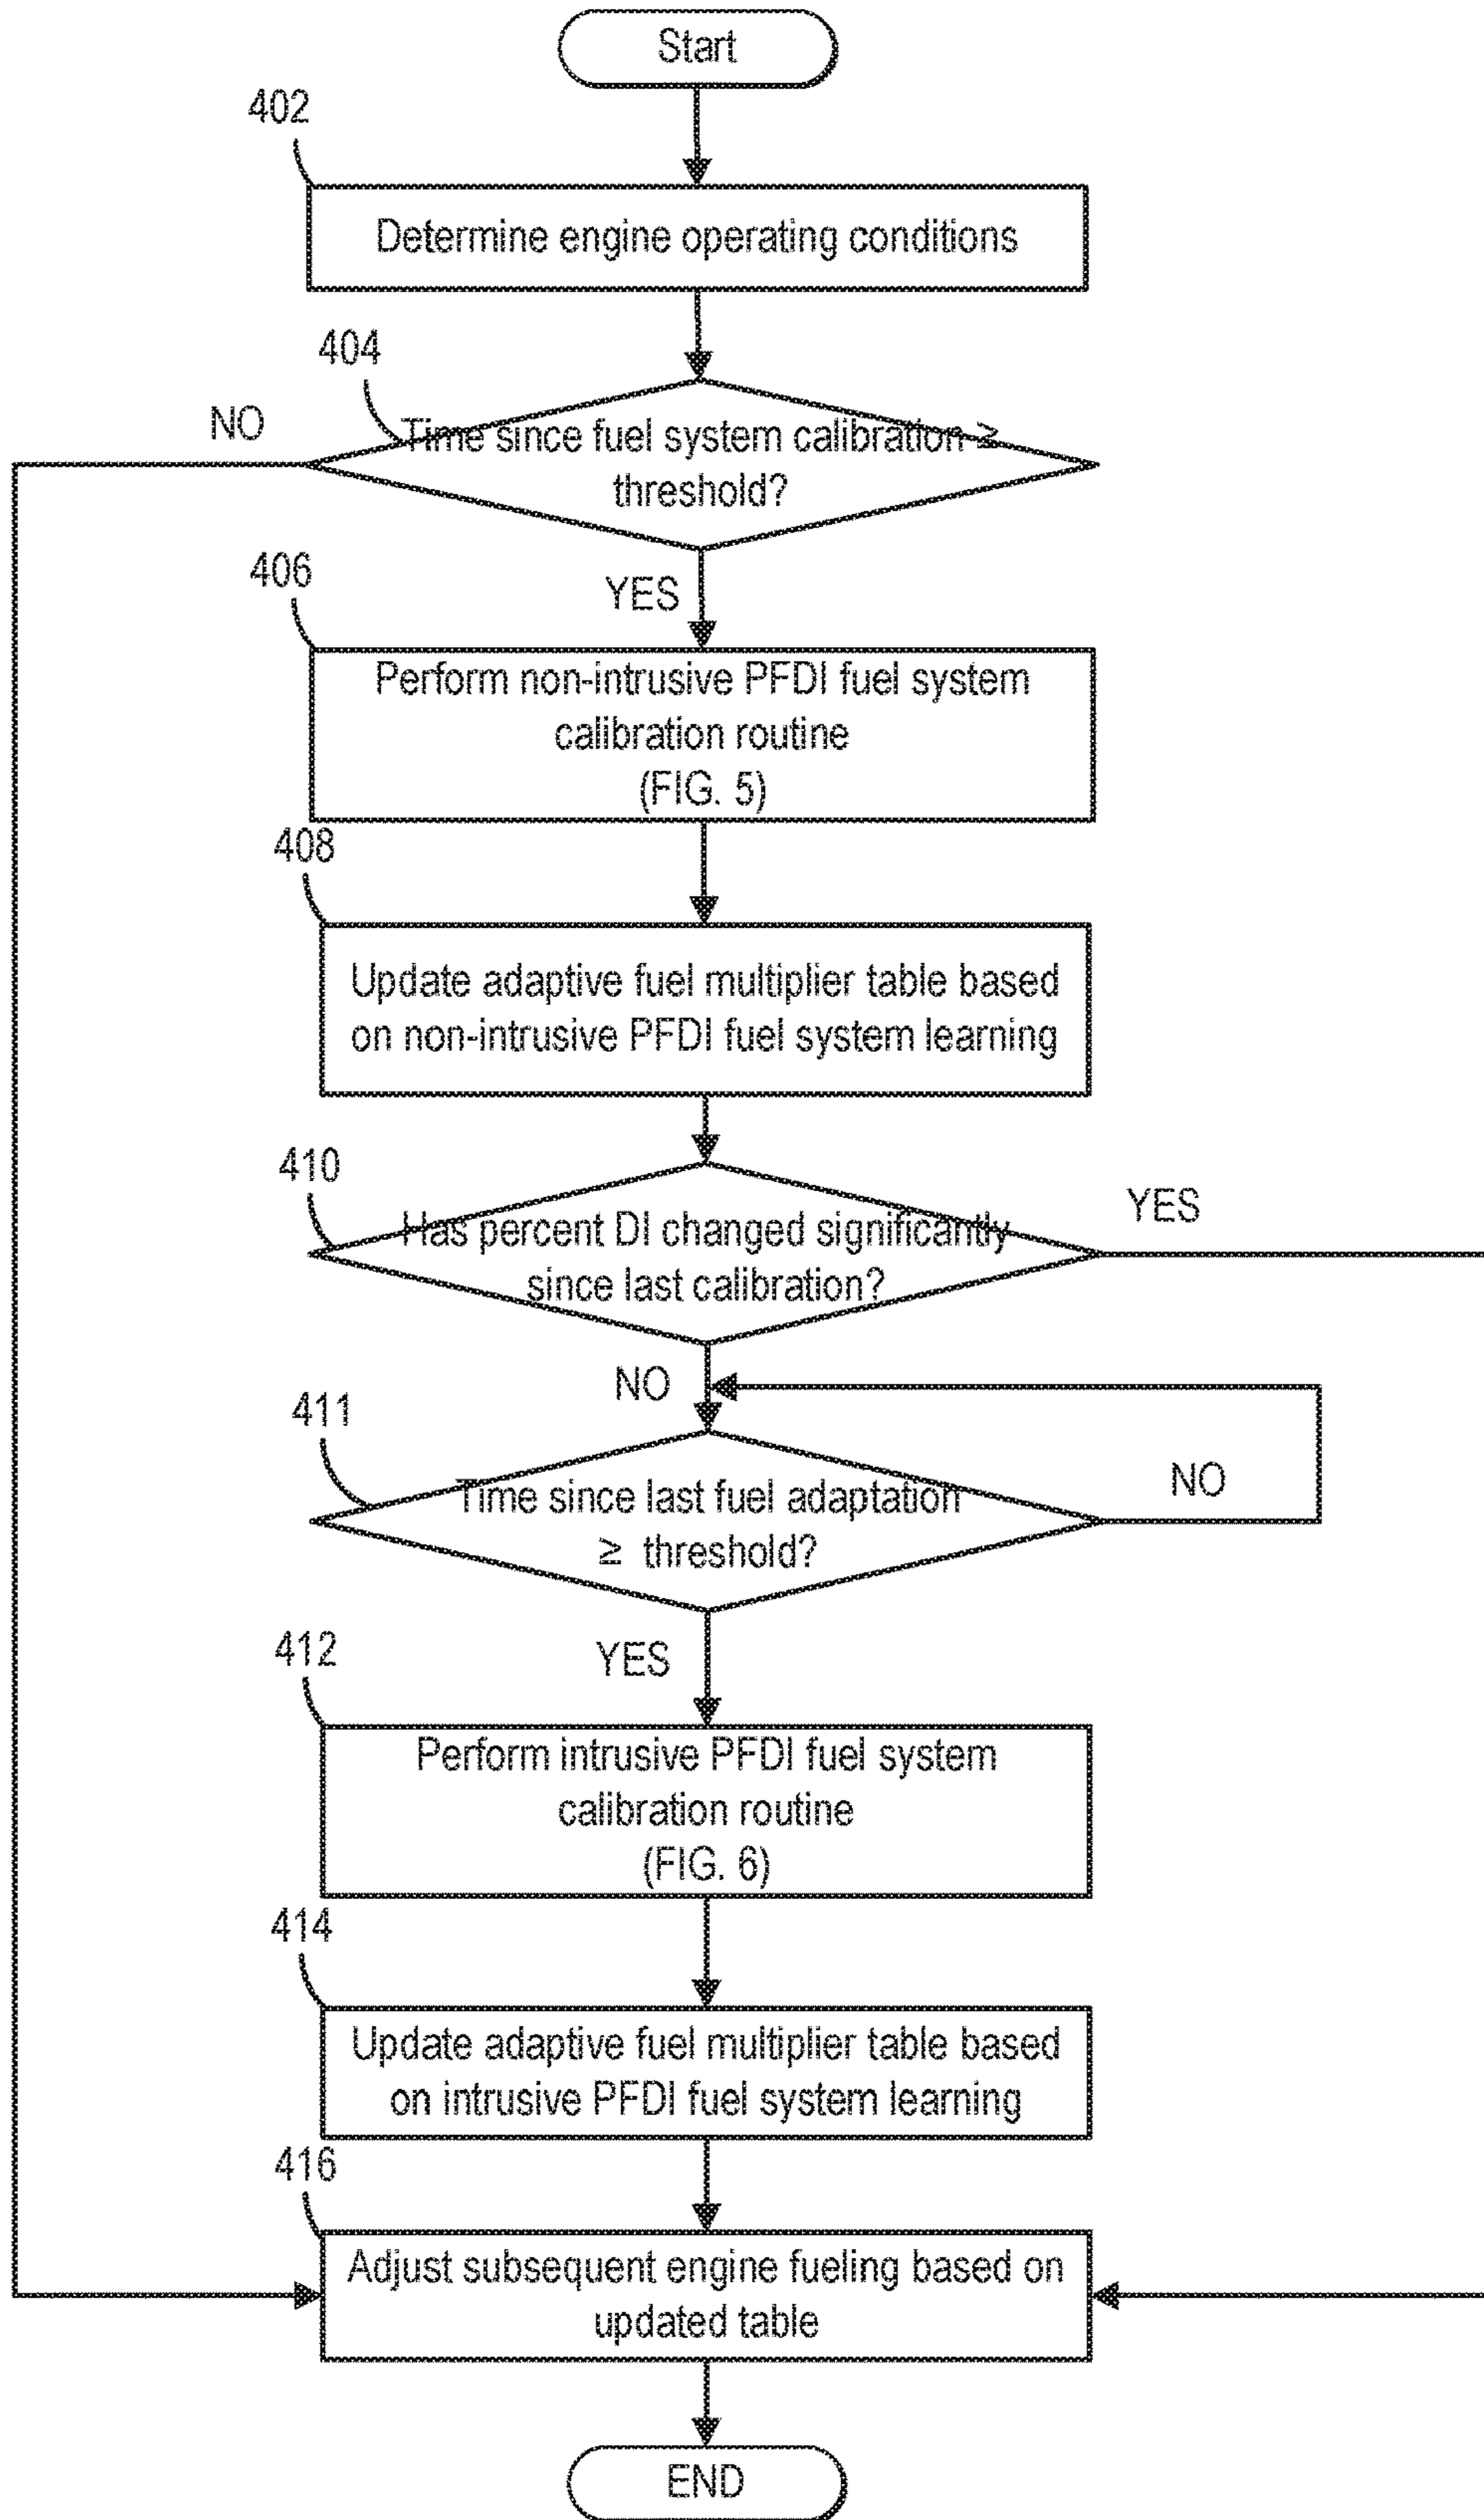 Start
402
Determine engine operating conditions
404
NO
Time since fuel system calibration ≥
threshold?
406
YES
Perform non-intrusive PFDI fuel system
calibration routine
(FIG. 5)
408
Update adaptive fuel multiplier table based
on non-intrusive PFDI fuel system learning
410
YES
Has percent DI changed significantly
since last calibration?
NO
411
NO
Time since last fuel adaptation
≥ threshold?
412
YES
Perform intrusive PFDI fuel system
calibration routine
(FIG. 6)
414
Update adaptive fuel multiplier table based
on intrusive PFDI fuel system learning
416
Adjust subsequent engine fueling based on
updated table
END